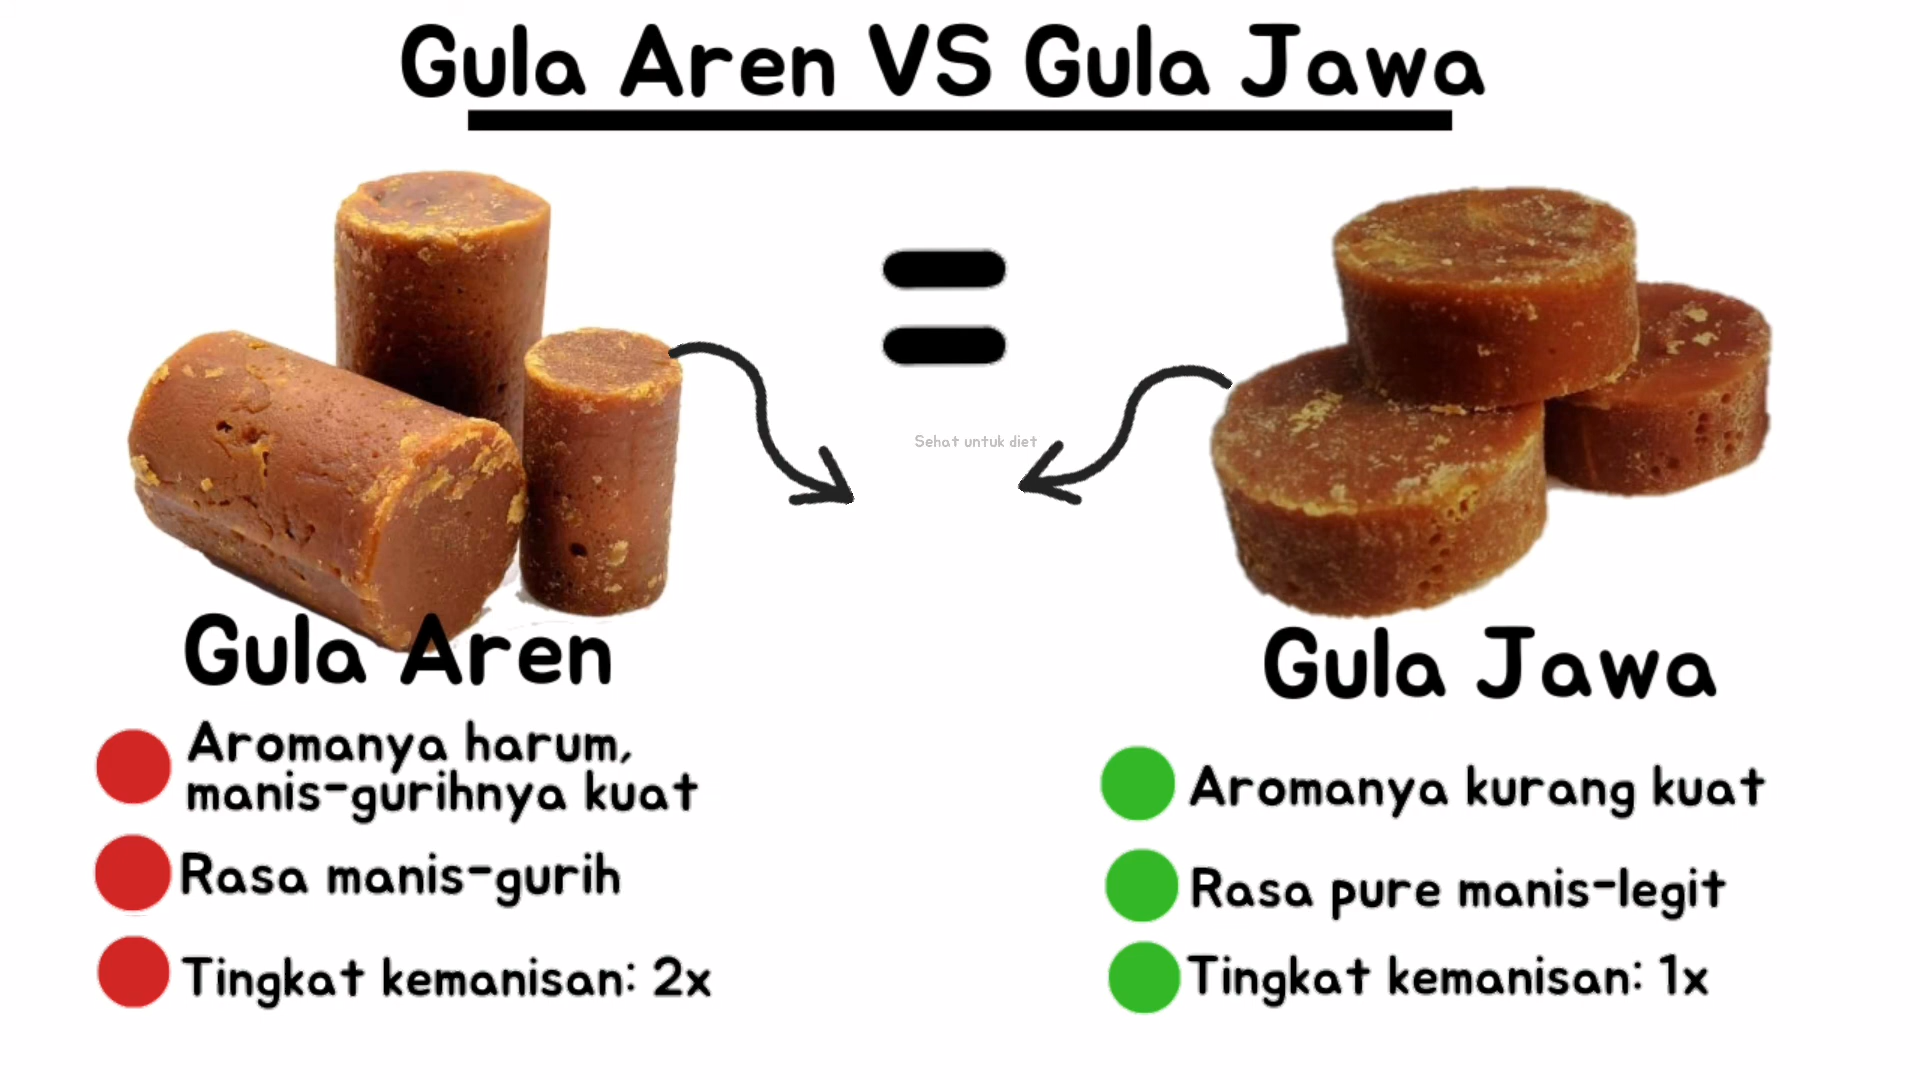 Gula Aren VS Gula Jawa
Sehat untuk diet
Gula Aren
Aromanya harum,
manis-gurihnya kuat
Rasa manis-gurih
Tingkat kemanisan: 2x
Gula Jawa
Aromanya kurang kuat
Rasa pure manis-legit
Tingkat kemanisan: 1x